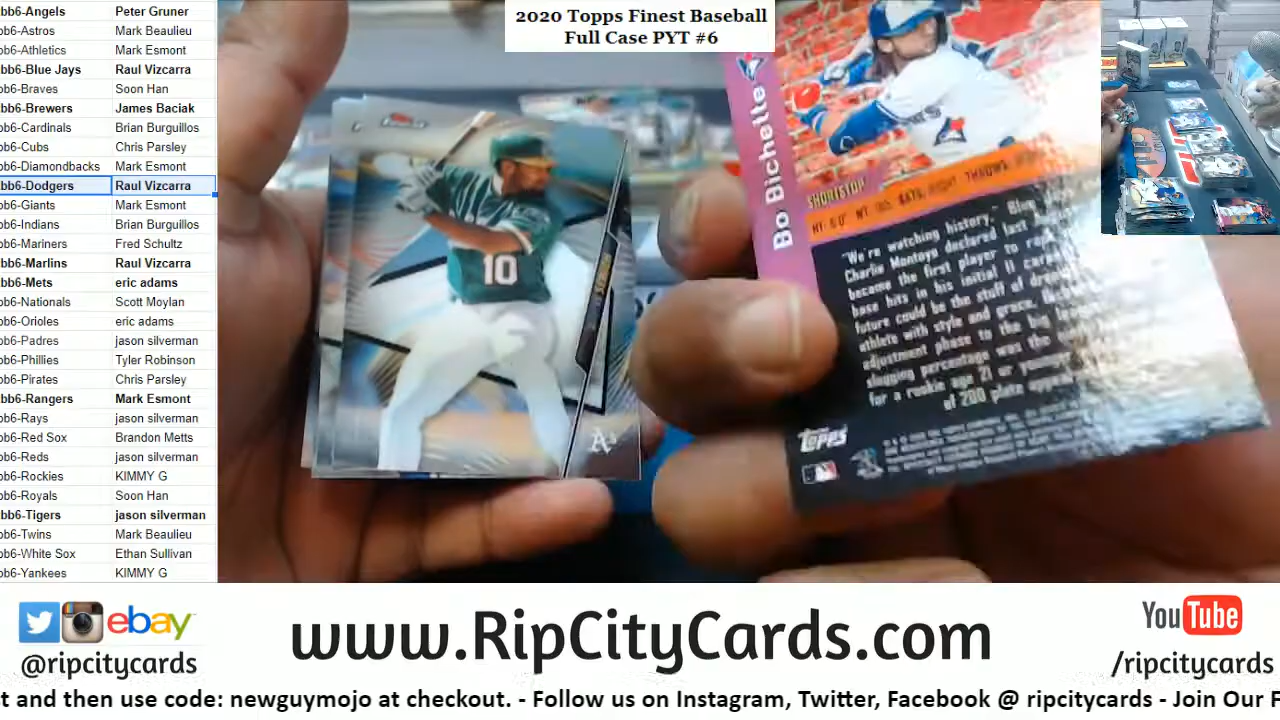 bb6-Angels Peter Gruner
bb6-Astros Mark Beaulieu
bb6-Athletics Mark Esmont
bb6-Blue Jays Raul Vizcarra
bb6-Braves Soon Han
bb6-Brewers James Baciak
bb6-Cardinals Brian Burguillos
bb6-Cubs Chris Parsley
bb6-Diamondbacks Mark Esmont
bb6-Dodgers Raul Vizcarra
bb6-Giants Mark Esmont
bb6-Indians Brian Burguillos
bb6-Mariners Fred Schultz
bb6-Marlins Raul Vizcarra
bb6-Mets eric adams
bb6-Nationals Scott Moylan
bb6-Orioles eric adams
bb6-Padres jason silverman
bb6-Phillies Tyler Robinson
bb6-Pirates Chris Parsley
bb6-Rangers Mark Esmont
bb6-Rays jason silverman
bb6-Red Sox Brandon Metts
bb6-Reds jason silverman
bb6-Rockies KIMMY G
bb6-Royals Soon Han
bb6-Tigers jason silverman
bb6-Twins Mark Beaulieu
bb6-White Sox Ethan Sullivan
bb6-Yankees KIMMY G
2020 Topps Finest Baseball
Full Case PYT #6
10
A's
Bo Bichette
SHORTSTOP
HT: 6'0" WT: BATS: RIGHT THROWS:
"We're watching history," Blue
Charlie Montoyo declared last
became the first player to
base hits in his initial 11
future could be the stuff of
athlete with style and grace,
adjustment phase to the big
slugging percentage was the
for a rookie age 21 or
of 200 plate
TOPPS
ebay
@ripcitycards
www.RipCityCards.com
YouTube
/ripcitycards
t and then use code: newguymojo at checkout. - Follow us on Instagram, Twitter, Facebook @ ripcitycards - Join Our F